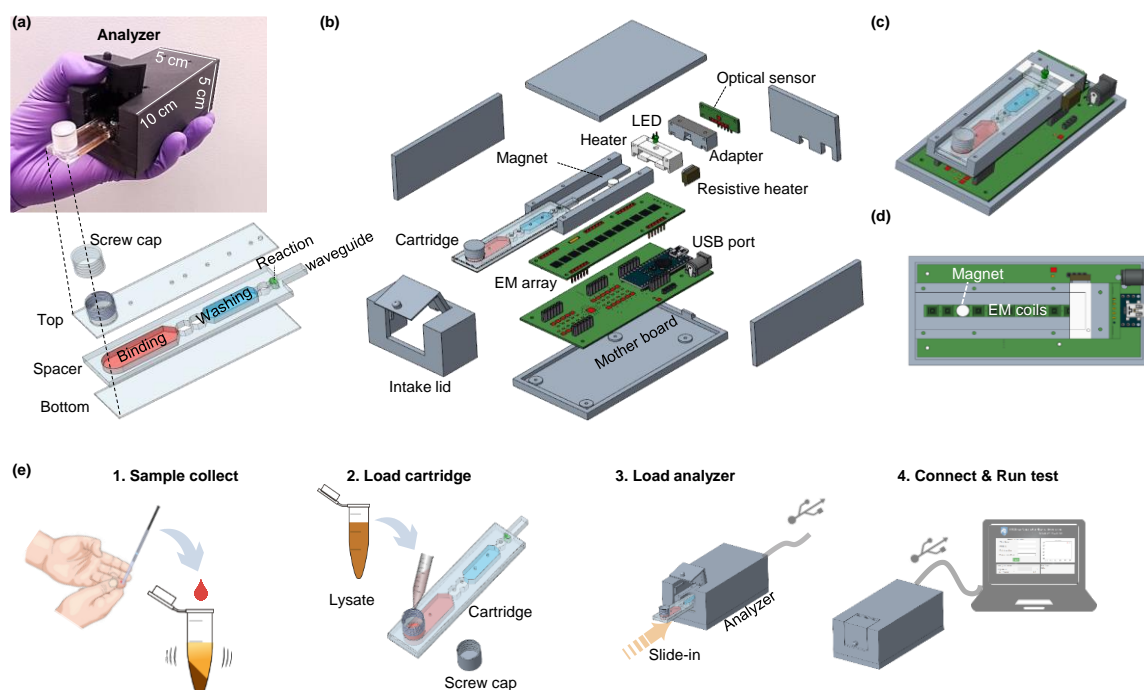 (a)
Analyzer
5 cm
5 cm
10 cm
Screw cap
Reaction
waveguide
Top
Washing
Binding
Spacer
Bottom
(b)
Optical sensor
LED
Heater
Adapter
Magnet
Resistive heater
Cartridge
USB port
EM array
Mother board
Intake lid
(c)
(d)
Magnet
EM coils
(e)
1. Sample collect
2. Load cartridge
Lysate
Cartridge
Screw cap
3. Load analyzer
Analyzer
Slide-in
4. Connect & Run test